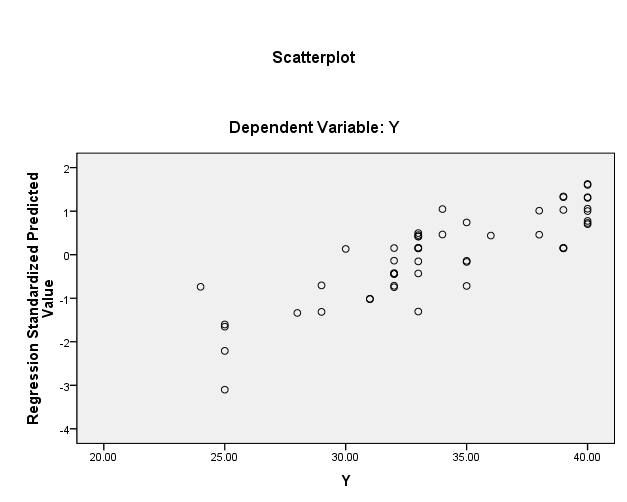 Scatterplot
Dependent Variable: Y
Regression Standardized Predicted
Value
2
1
0
-1
-2
-3
-4
20.00
25.00
30.00
35.00
40.00
Y